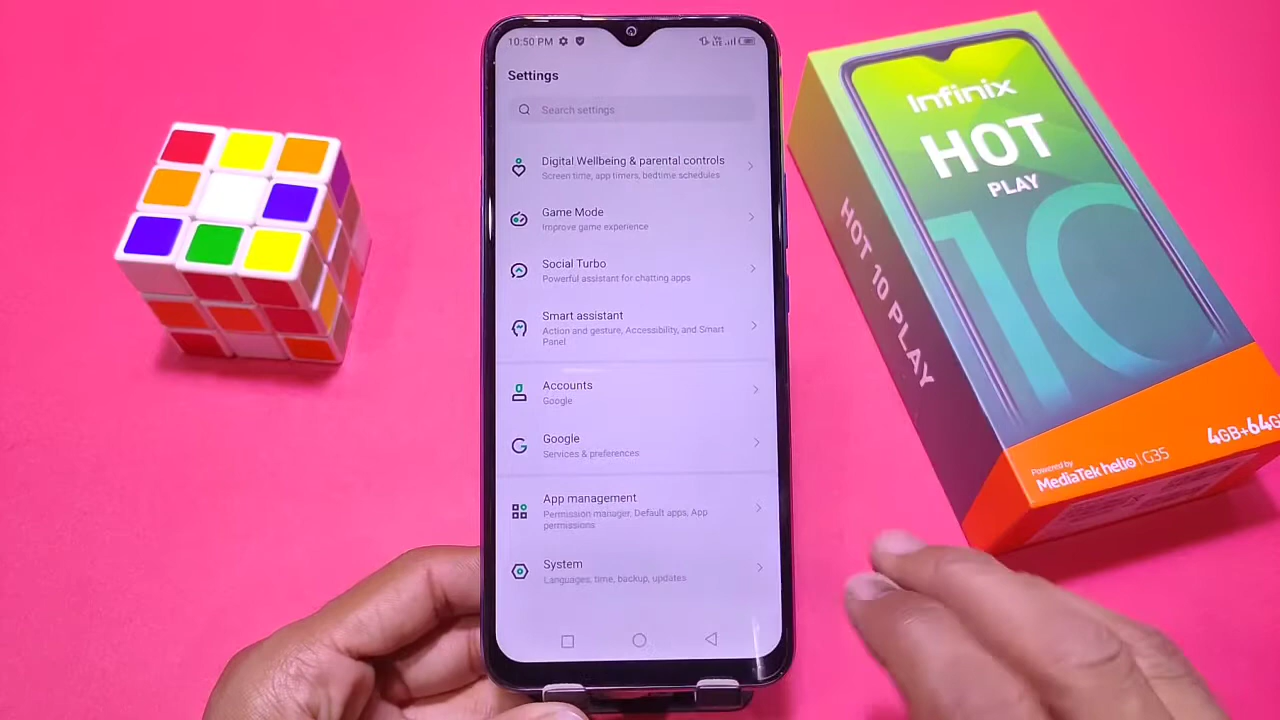 10:50 PM
Settings
Search settings
Digital Wellbeing & parental controls
Screen time, app timers, bedtime schedules
Game Mode
Improve game experience
Social Turbo
Powerful assistant for chatting apps
Smart assistant
Action and gesture, Accessibility, and Smart
Panel
Accounts
Google
Google
Services & preferences
App management
Permission manager, Default apps, App
permissions
System
Languages, time, backup, updates
Infinix
HOT
PLAY
10
HOT 10 PLAY
4GB+64G
Powered by
MediaTek helio | G35